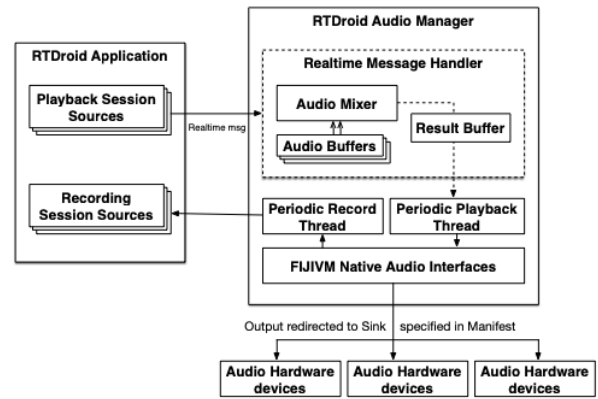 RTDroid Audio Manager
RTDroid Application
Realtime Message Handler
Playback Session
Sources
Audio Mixer
Realtime msg
Result Buffer
Audio Buffers
Recording
Session Sources
Periodic Record
Thread
Periodic Playback
Thread
FIJIVM Native Audio Interfaces
Output redirected to Sink specified in Manifest
Audio Hardware
devices
Audio Hardware
devices
Audio Hardware
devices